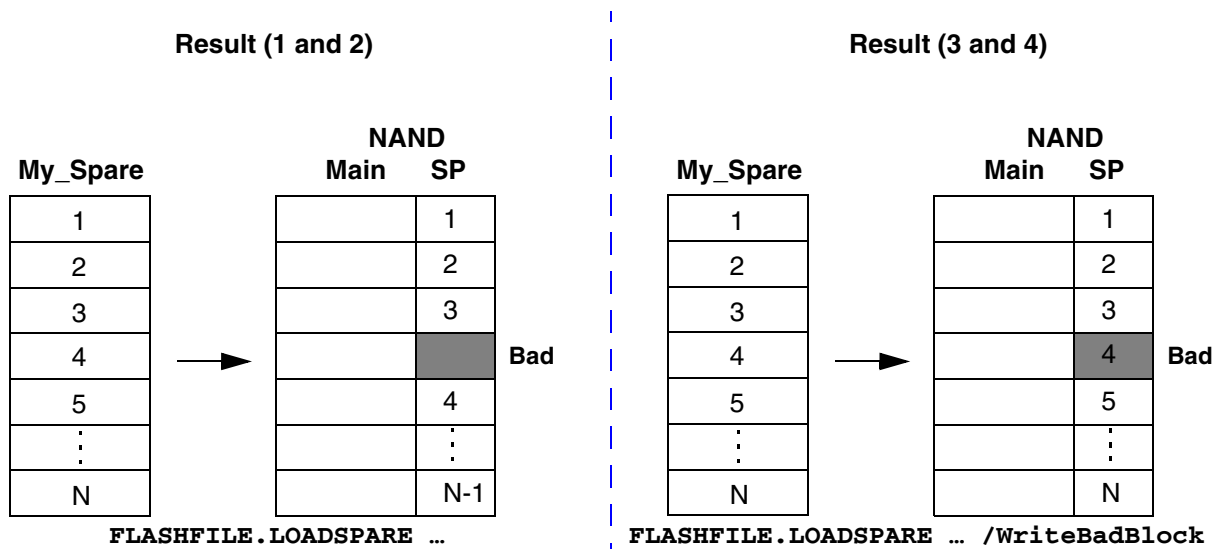 Result (1 and 2)
NAND
My_Spare Main SP
1 1
2 2
3 3
4 Bad
5 4
N N-1
FLASHFILE.LOADSPARE …
Result (3 and 4)
NAND
My_Spare Main SP
1 1
2 2
3 3
4 4 Bad
5 5
N N
FLASHFILE.LOADSPARE … /WriteBadBlock